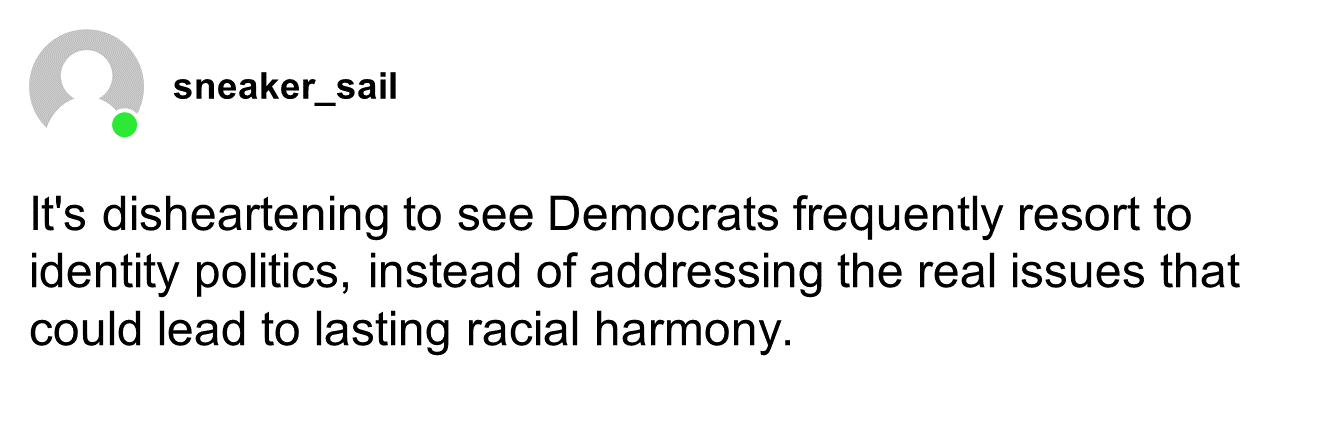 sneaker_sail
It's disheartening to see Democrats frequently resort to
identity politics, instead of addressing the real issues that
could lead to lasting racial harmony.